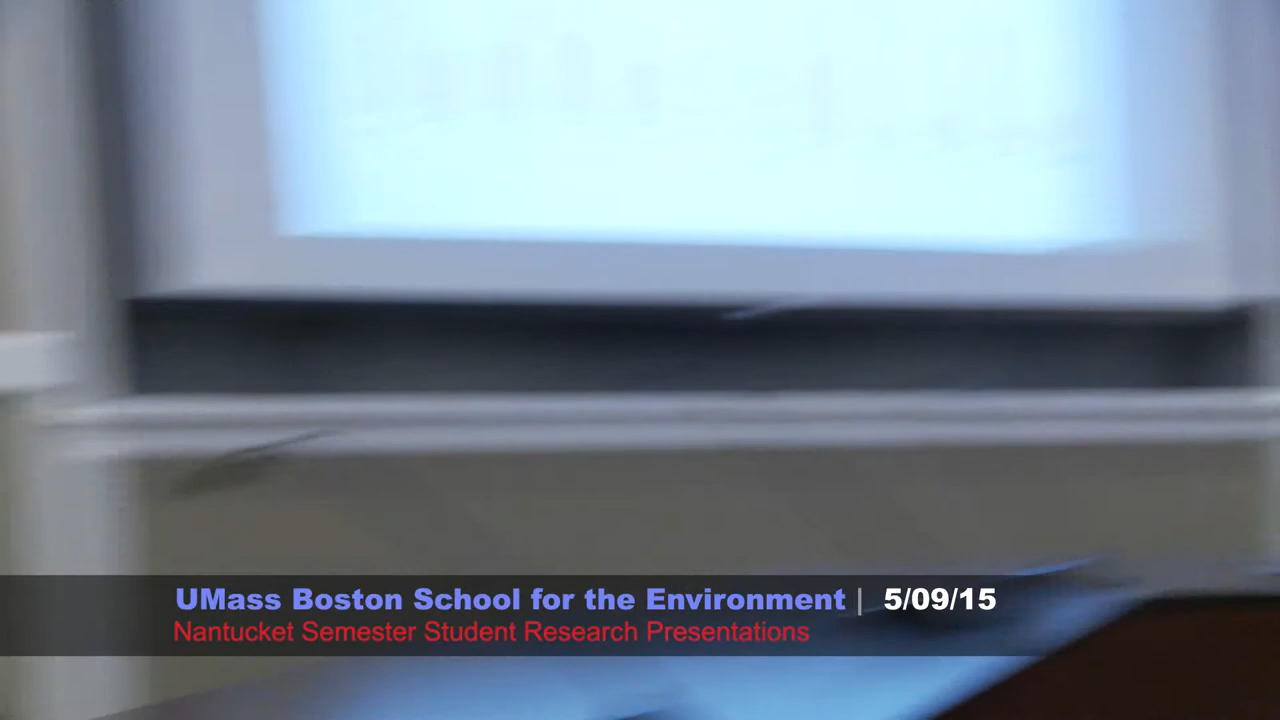 UMass Boston School for the Environment | 5/09/15
Nantucket Semester Student Research Presentations